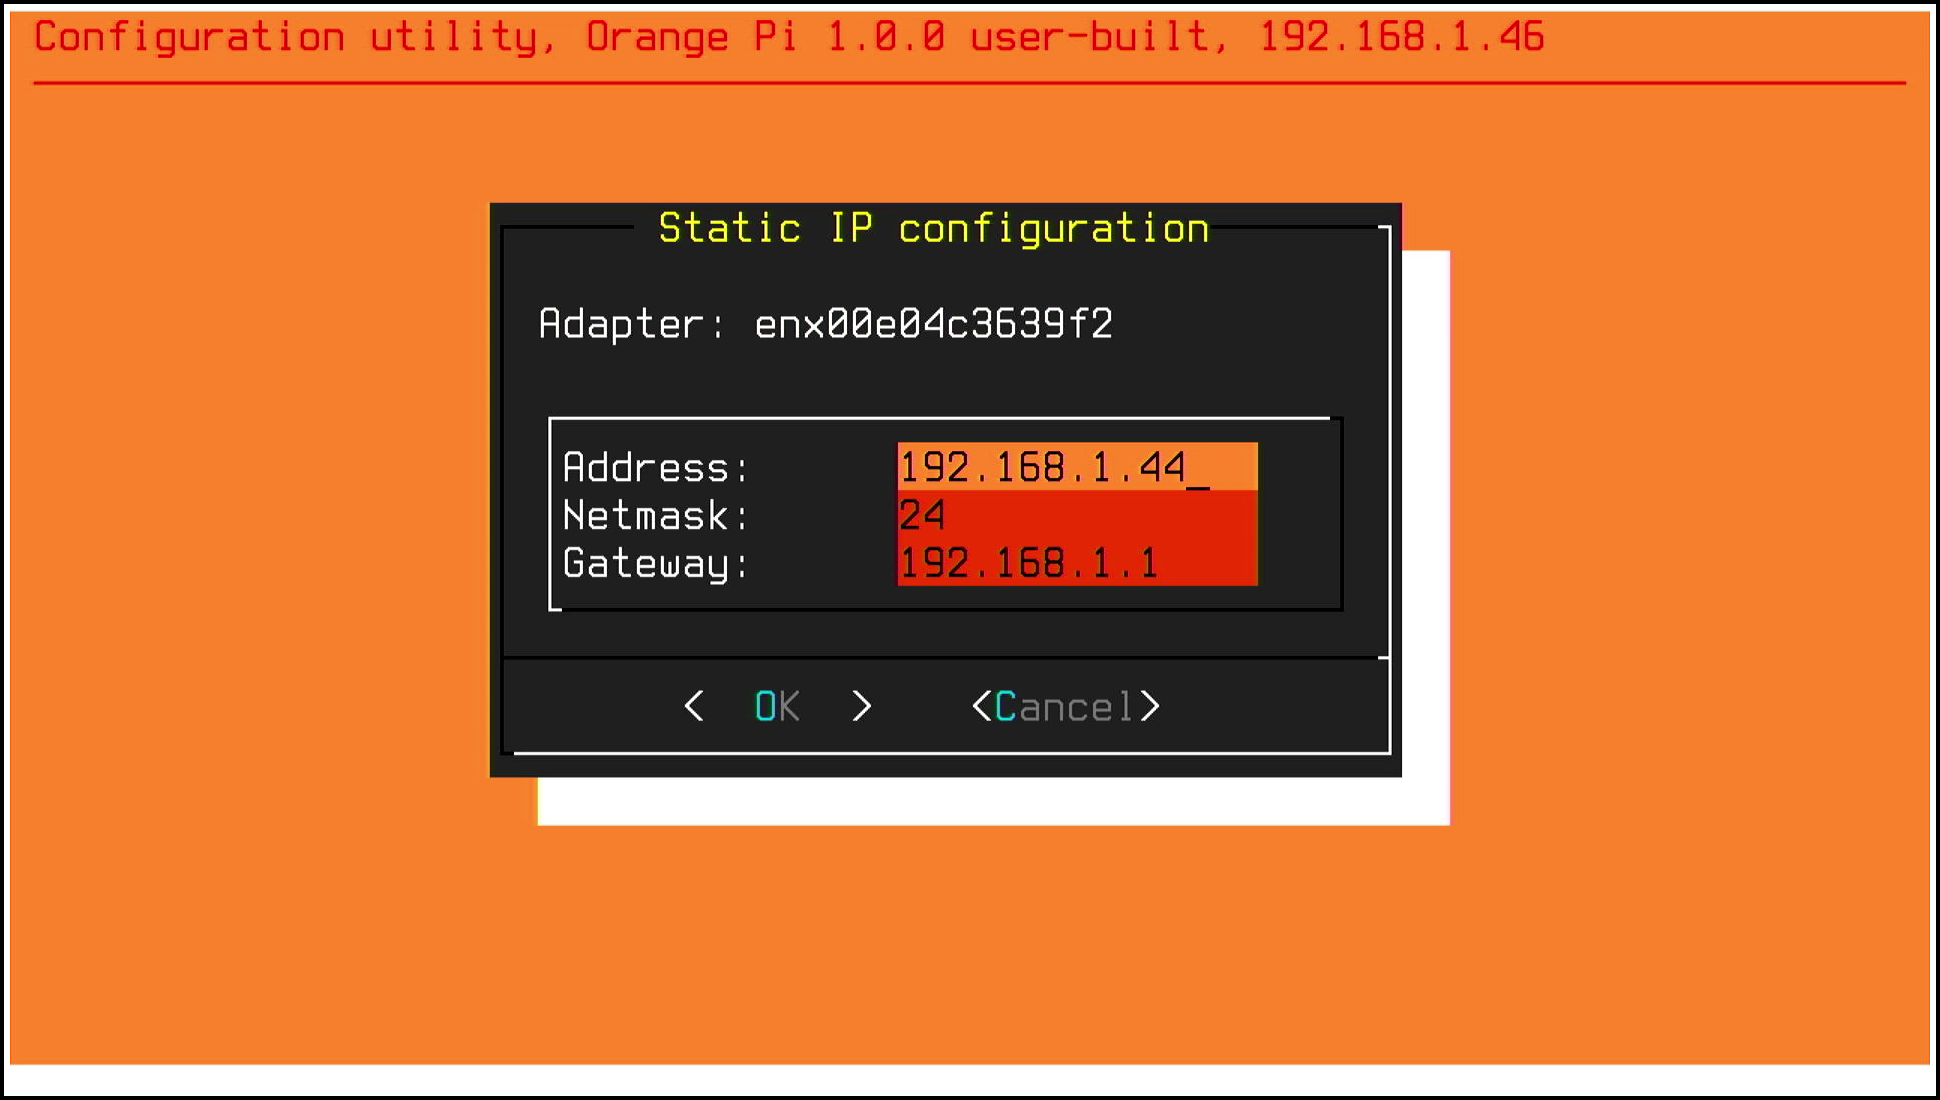 Configuration utility, Orange Pi 1.0.0 user-built, 192.168.1.46
Static IP configuration
Adapter: enx00e04c3639f2
Address: 192.168.1.44_
Netmask: 24
Gateway: 192.168.1.1
< OK > <Cancel>